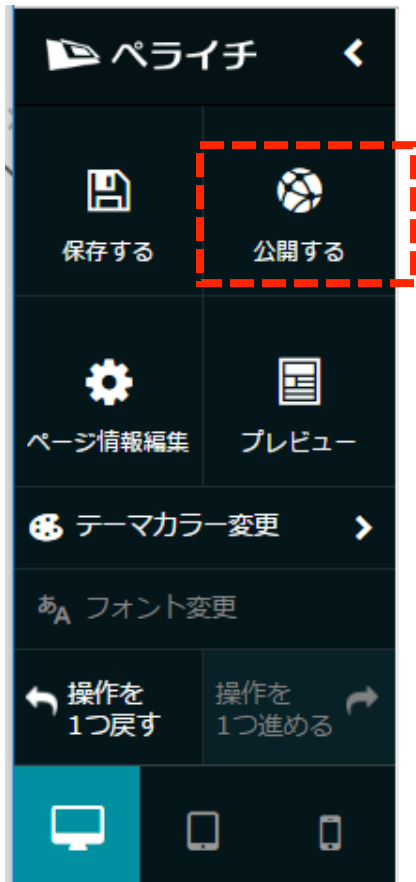 ペライチ
保存する
公開する
ページ情報編集
プレビュー
テーマカラー変更
あA フォント変更
操作を
1つ戻す
操作を
1つ進める